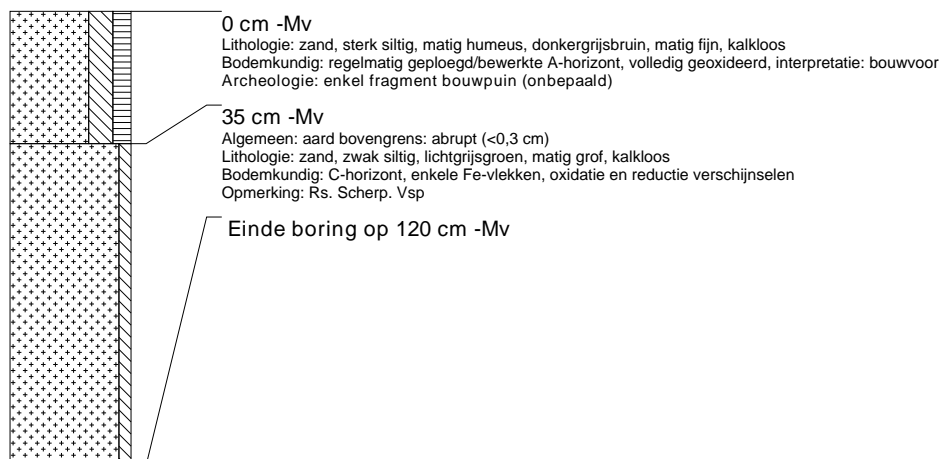 0 cm -Mv
Lithologie: zand, sterk siltig, matig humeus, donkergrijsbruin, matig fijn, kalkloos
Bodemkundig: regelmatig geploegd/bewerkte A-horizont, volledig geoxideerd, interpretatie: bouwvoor
Archeologie: enkel fragment bouwpuin (onbepaald)
35 cm -Mv
Algemeen: aard bovengrens: abrupt (<0,3 cm)
Lithologie: zand, zwak siltig, lichtgrijsgroen, matig grof, kalkloos
Bodemkundig: C-horizont, enkele Fe-vlekken, oxidatie en reductie verschijnselen
Opmerking: Rs. Scherp. Vsp
Einde boring op 120 cm -Mv